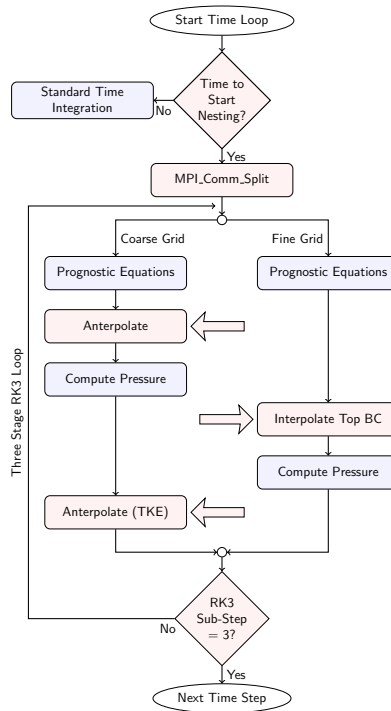 Start Time Loop
Time to
Start
Nesting?
Standard Time
Integration
No
Yes
MPI_Comm_Split
Coarse Grid
Fine Grid
Prognostic Equations
Prognostic Equations
Anterpolate
Compute Pressure
Three Stage RK3 Loop
Interpolate Top BC
Compute Pressure
Anterpolate (TKE)
RK3
Sub-Step
= 3?
No
Yes
Next Time Step